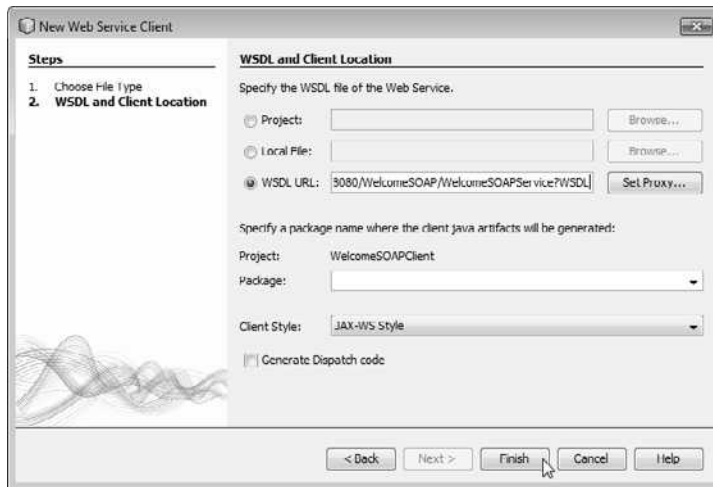 New Web Service Client
Steps
1. Choose File Type
2. WSDL and Client Location
WSDL and Client Location
Specify the WSDL file of the Web Service.
Project:
Browse...
Local File:
Browse...
WSDL URL: 8080/WelcomeSOAP/WelcomeSOAPService?WSDL
Set Proxy...
Specify a package name where the client java artifacts will be generated:
Project: WelcomeSOAPClient
Package:
Client Style: JAX-WS Style
Generate Dispatch code
< Back Next > Finish Cancel Help